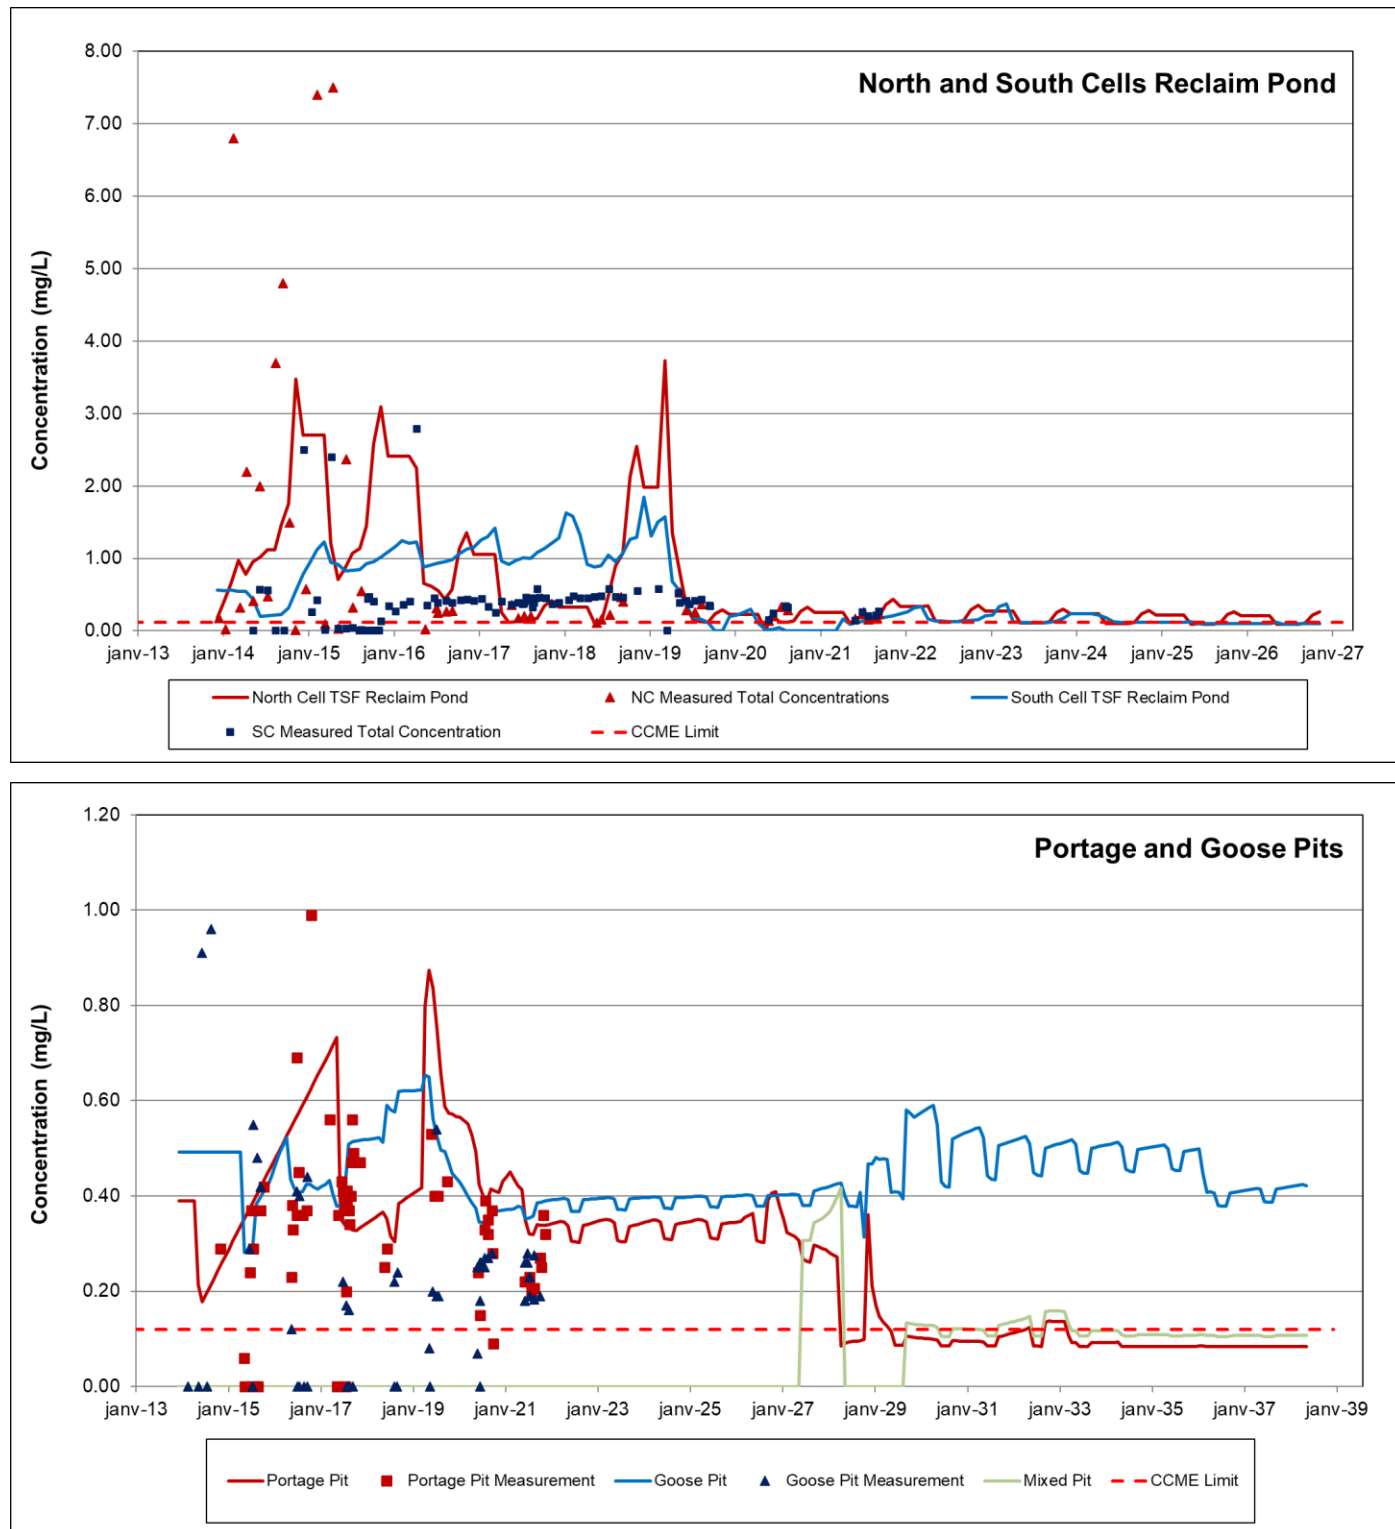 North and South Cells Reclaim Pond
8.00
7.00
6.00
5.00
4.00
3.00
2.00
1.00
0.00
Concentration (mg/L)
janv-13 janv-14 janv-15 janv-16 janv-17 janv-18 janv-19 janv-20 janv-21 janv-22 janv-23 janv-24 janv-25 janv-26 janv-27
North Cell TSF Reclaim Pond NC Measured Total Concentrations South Cell TSF Reclaim Pond
SC Measured Total Concentration CCME Limit
Portage and Goose Pits
1.20
1.00
0.80
0.60
0.40
0.20
0.00
Concentration (mg/L)
janv-13 janv-15 janv-17 janv-19 janv-21 janv-23 janv-25 janv-27 janv-29 janv-31 janv-33 janv-35 janv-37 janv-39
Portage Pit Portage Pit Measurement Goose Pit Goose Pit Measurement Mixed Pit CCME Limit